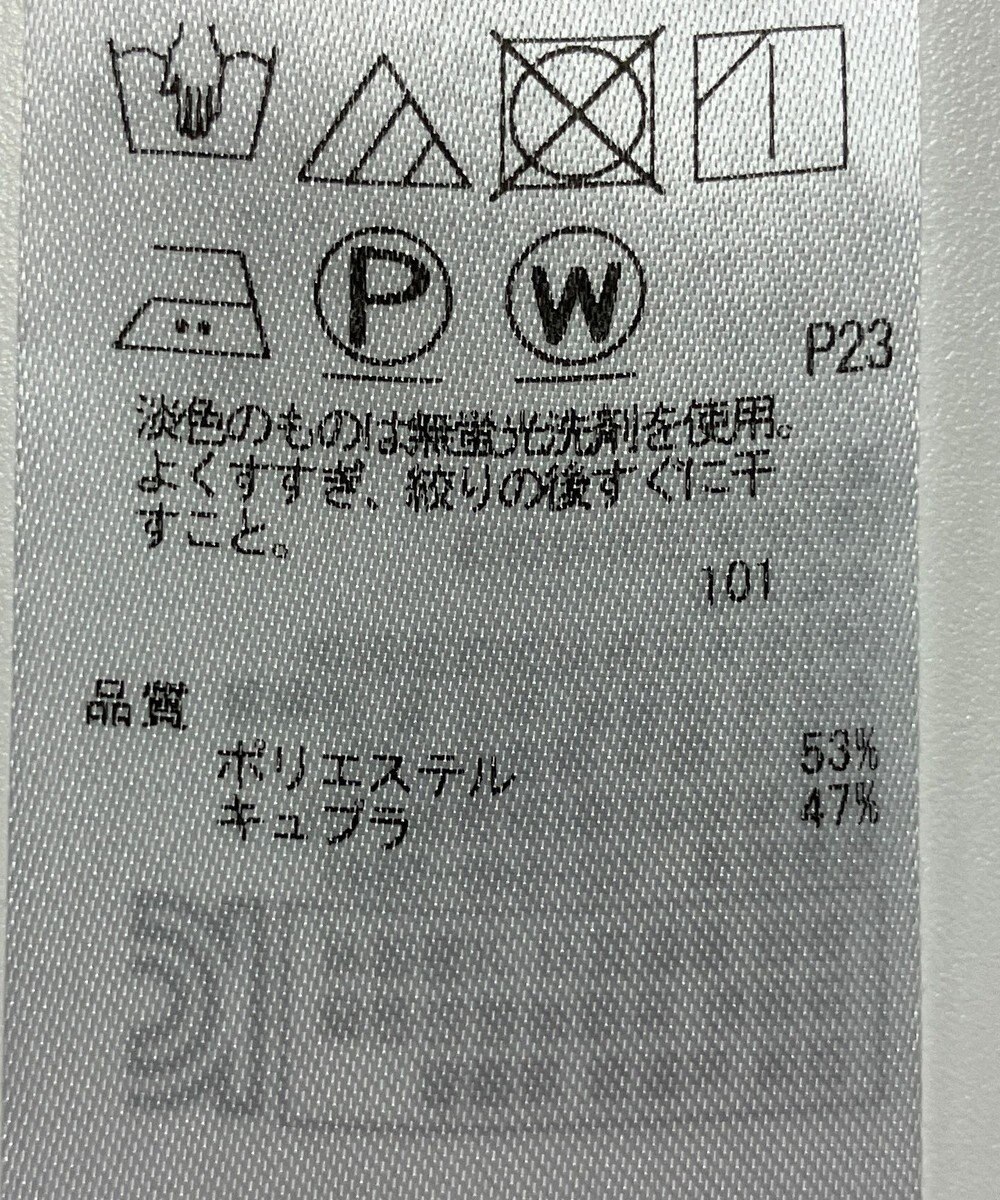 P W
P23
淡色のものは無蛍光洗剤を使用。
よくすすぎ、絞りの後すぐに干
すこと。
101
品質
ポリエステル 53%
キュプラ 47%